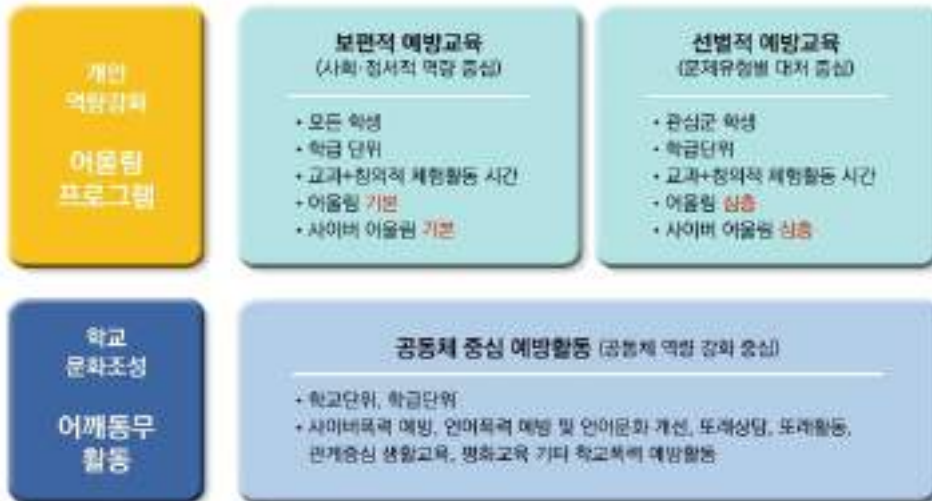 개인
역량강화
어울림
프로그램
보편적 예방교육
(사회·정서적 역량 중심)
• 모든 학생
• 학급 단위
• 교과+창의적 체험활동 시간
• 어울림 기본
• 사이버 어울림 기본
선별적 예방교육
(문제유형별 대처 중심)
• 관심군 학생
• 학급단위
• 교과+창의적 체험활동 시간
• 어울림 심층
• 사이버 어울림 심층
학교
문화조성
어깨동무
활동
공동체 중심 예방활동 (공동체 역량 강화 중심)
• 학교단위, 학급단위
• 사이버폭력 예방, 언어폭력 예방 및 언어문화 개선, 또래상담, 또래활동,
관계중심 생활교육, 평화교육 기타 학교폭력 예방활동